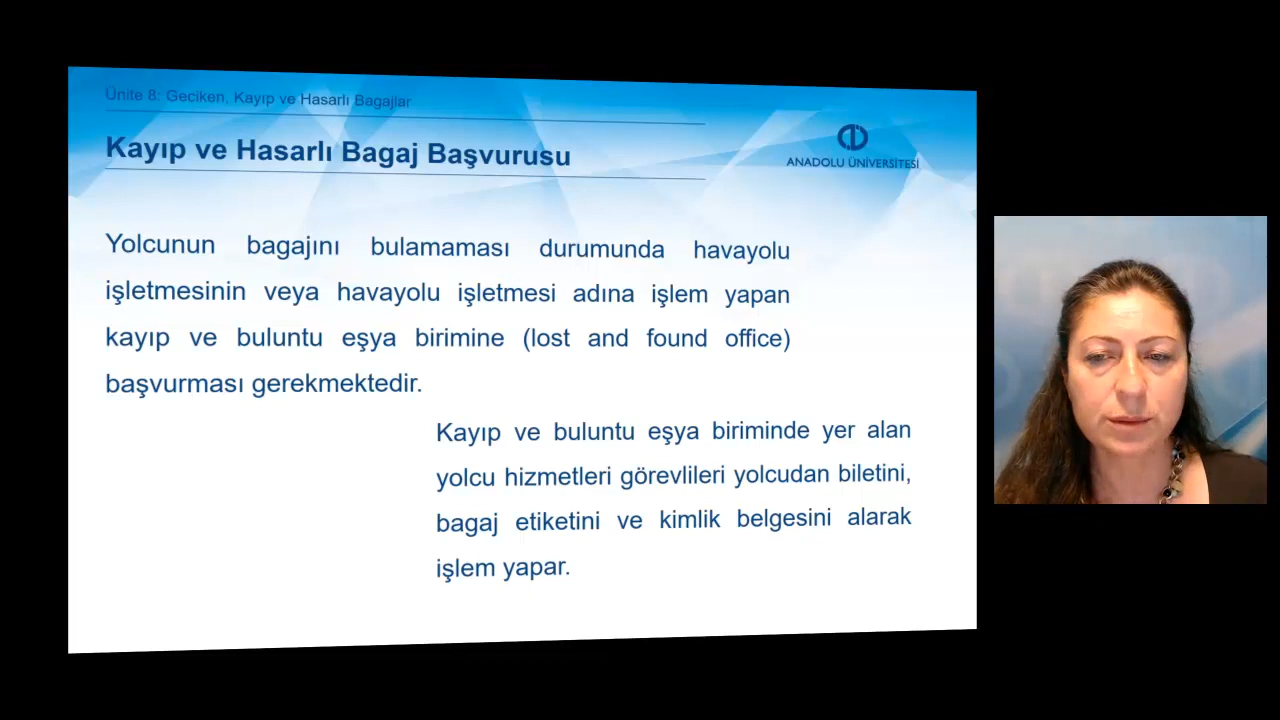 Ünite 8: Geciken, Kayıp ve Hasarlı Bagajlar
Kayıp ve Hasarlı Bagaj Başvurusu
ANADOLU ÜNİVERSİTESİ
Yolcunun bagajını bulamaması durumunda havayolu
işletmesinin veya havayolu işletmesi adına işlem yapan
kayıp ve buluntu eşya birimine (lost and found office)
başvurması gerekmektedir.
Kayıp ve buluntu eşya biriminde yer alan
yolcu hizmetleri görevlileri yolcudan biletini,
bagaj etiketini ve kimlik belgesini alarak
işlem yapar.